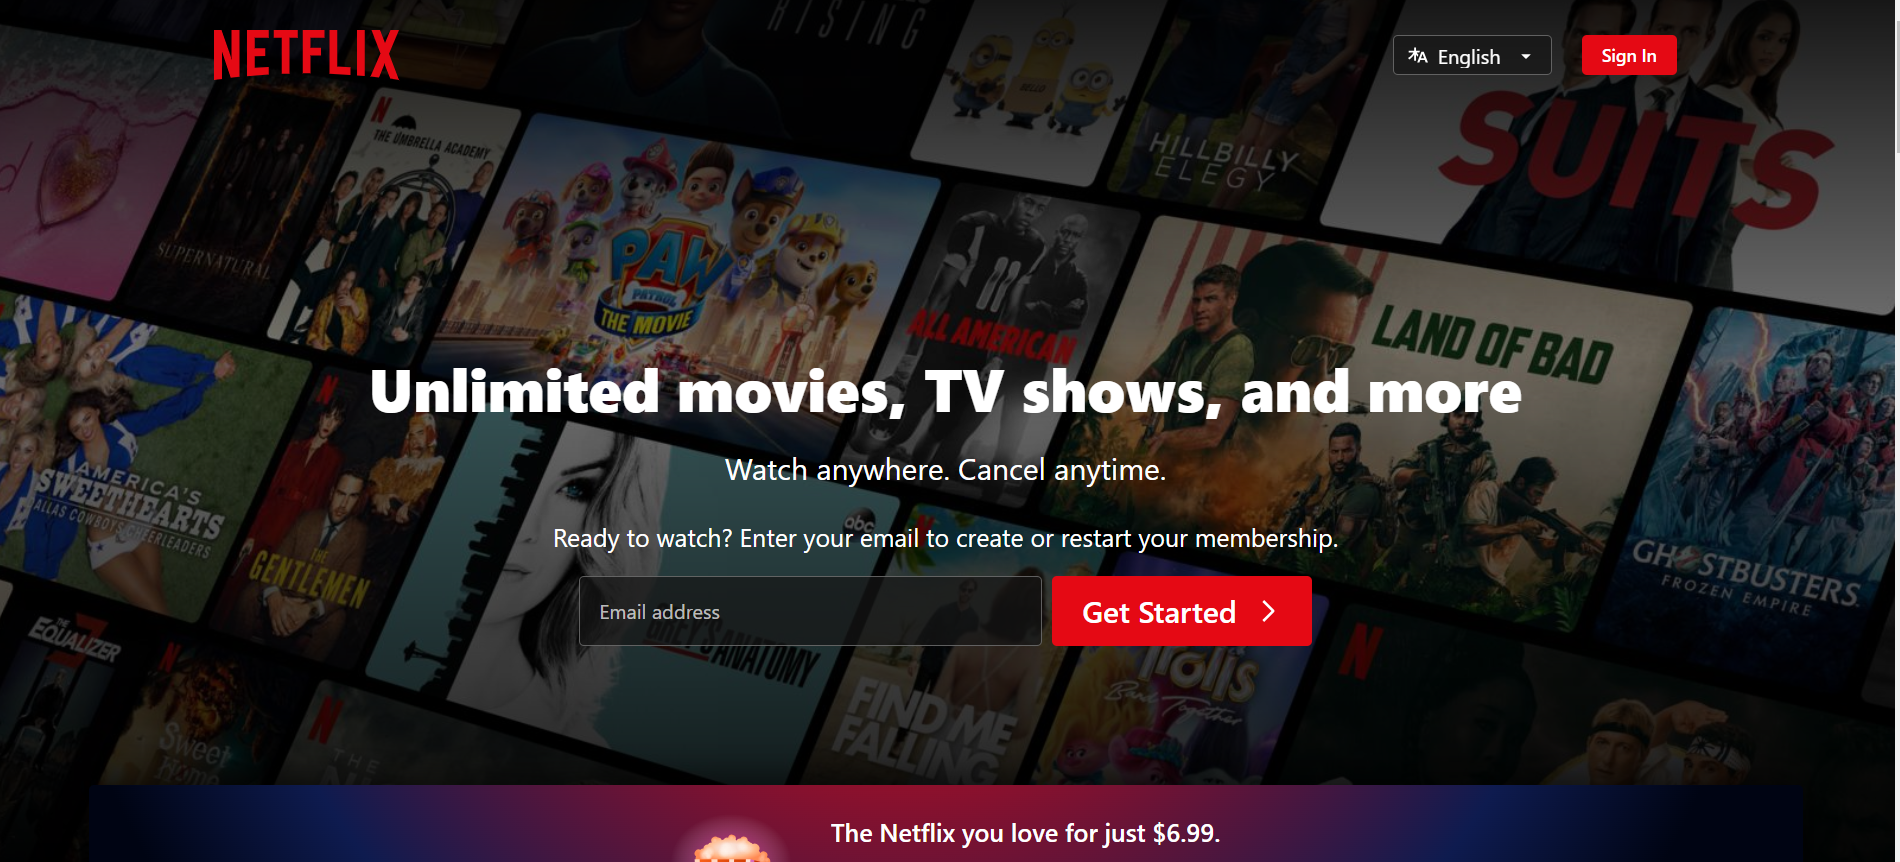 NETFLIX
English
Sign In
RISING
HELLO
HILLBILLY
ELEGY
SUITS
N
THE UMBRELLA ACADEMY
SUPERNATURAL
PAW
PATROL
THE MOVIE
ALL AMERICAN
LAND OF BAD
Unlimited movies, TV shows, and more
Watch anywhere. Cancel anytime.
Ready to watch? Enter your email to create or restart your membership.
Email address
Get Started
AMERICA'S
SWEETHEARTS
DALLAS COWBOYS CHEERLEADERS
N
THE
GENTLEMEN
abc
GREY'S ANATOMY
GHOSTBUSTERS
FROZEN EMPIRE
THE
EQUALIZER
3
N
Sweet
Home
N
THE
N
FIND ME
FALLING
Trolls
Band Together
N
The Netflix you love for just $6.99.